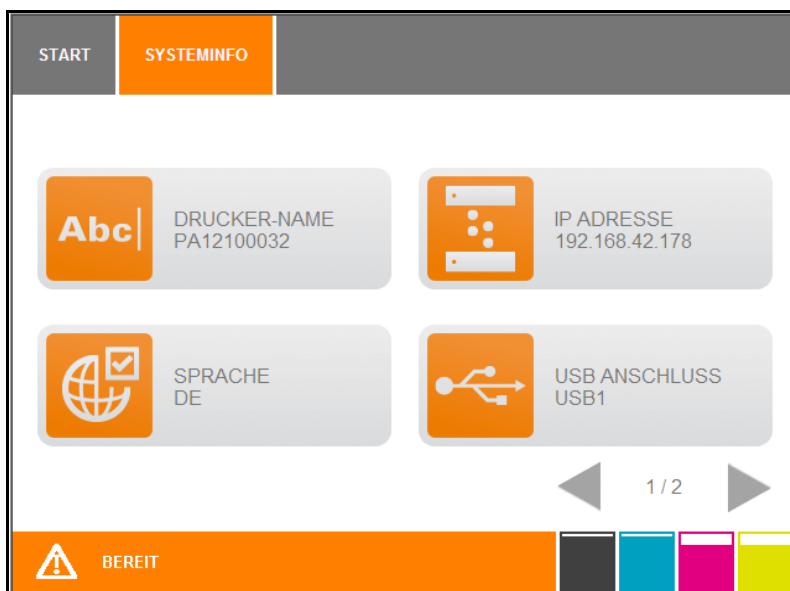 START
SYSTEMINFO
Abc
DRUCKER-NAME
PA12100032
IP ADRESSE
192.168.42.178
SPRACHE
DE
USB ANSCHLUSS
USB1
1 / 2
BEREIT